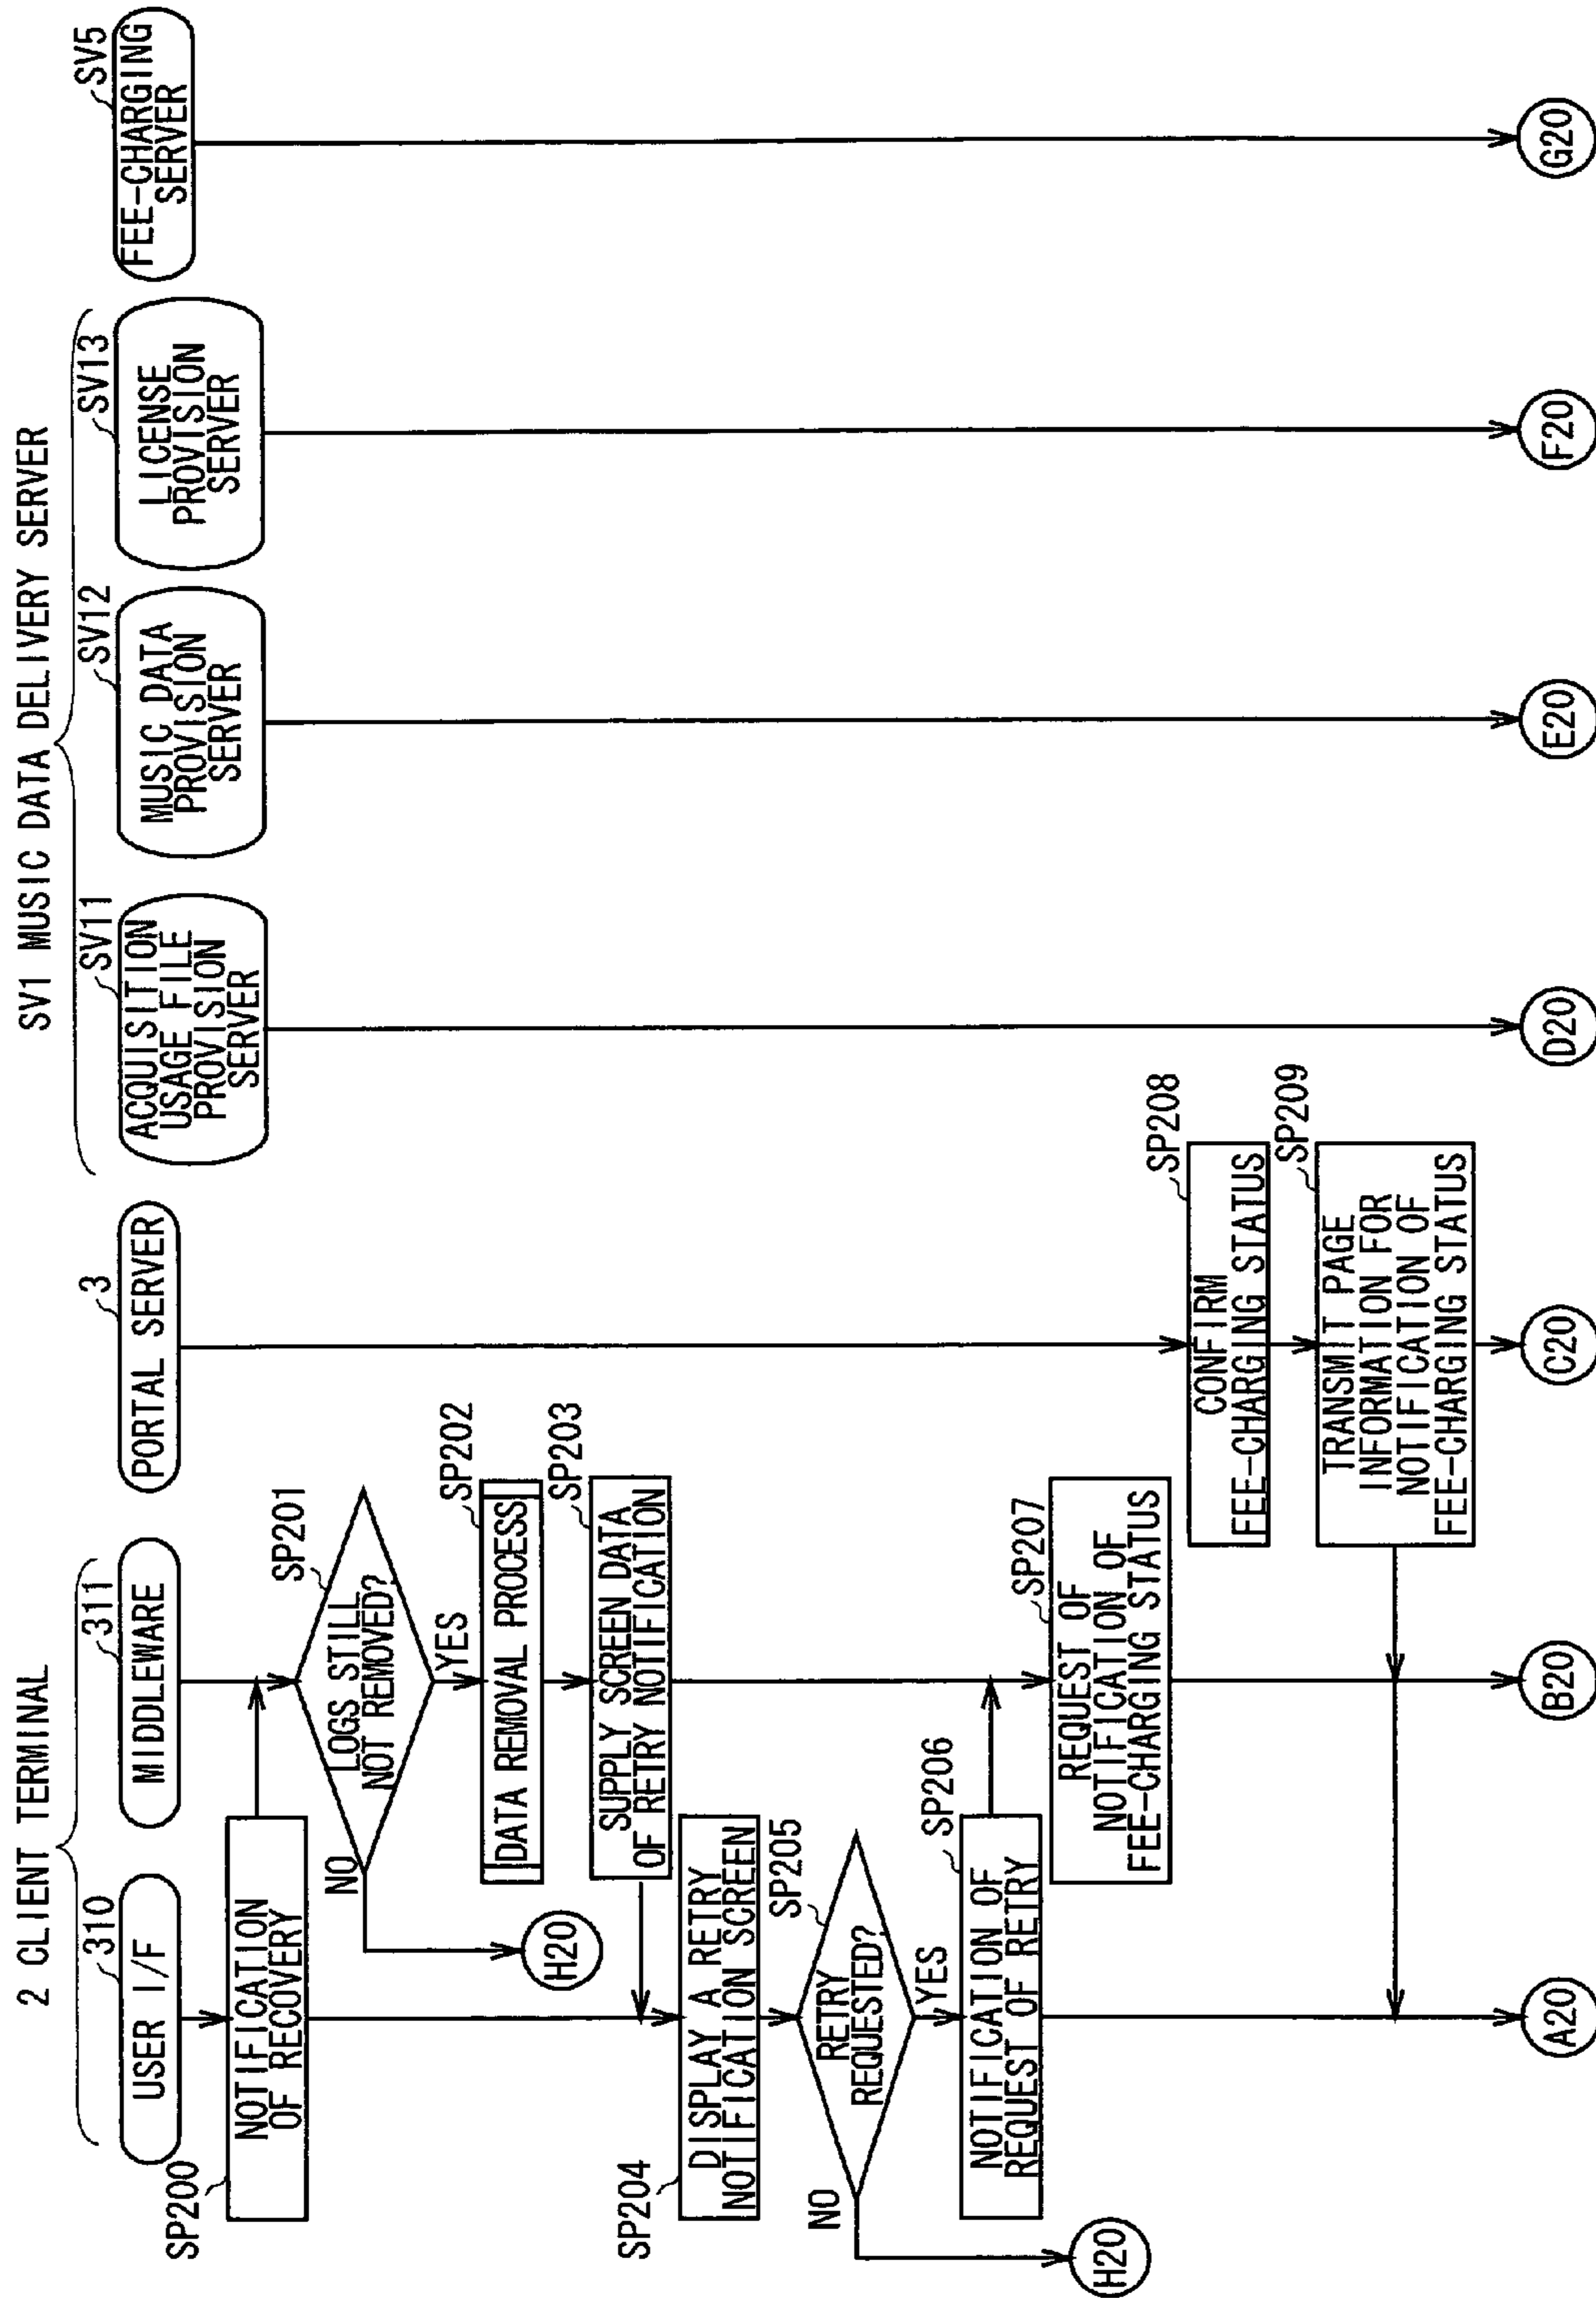 2 CLIENT TERMINAL
SV1 MUSIC DATA DELIVERY SERVER
310
USER I/F
311
MIDDLEWARE
3
PORTAL SERVER
SV11
ACQUISITION
USAGE FILE
PROVISION
SERVER
SV12
MUSIC DATA
PROVISION
SERVER
SV13
LICENSE
PROVISION
SERVER
SV5
FEE-CHARGING
SERVER
SP200
NOTIFICATION
OF RECOVERY
SP201
LOGS STILL
NOT REMOVED?
NO
YES
H20
SP202
DATA REMOVAL PROCESS
SP203
SUPPLY SCREEN DATA
OF RETRY NOTIFICATION
SP204
DISPLAY A RETRY
NOTIFICATION SCREEN
SP205
RETRY
REQUESTED?
NO
YES
H20
SP206
NOTIFICATION OF
REQUEST OF RETRY
SP207
REQUEST OF
NOTIFICATION OF
FEE-CHARGING STATUS
SP208
CONFIRM
FEE-CHARGING STATUS
SP209
TRANSMIT PAGE
INFORMATION FOR
NOTIFICATION OF
FEE-CHARGING STATUS
A20
B20
C20
D20
E20
F20
G20